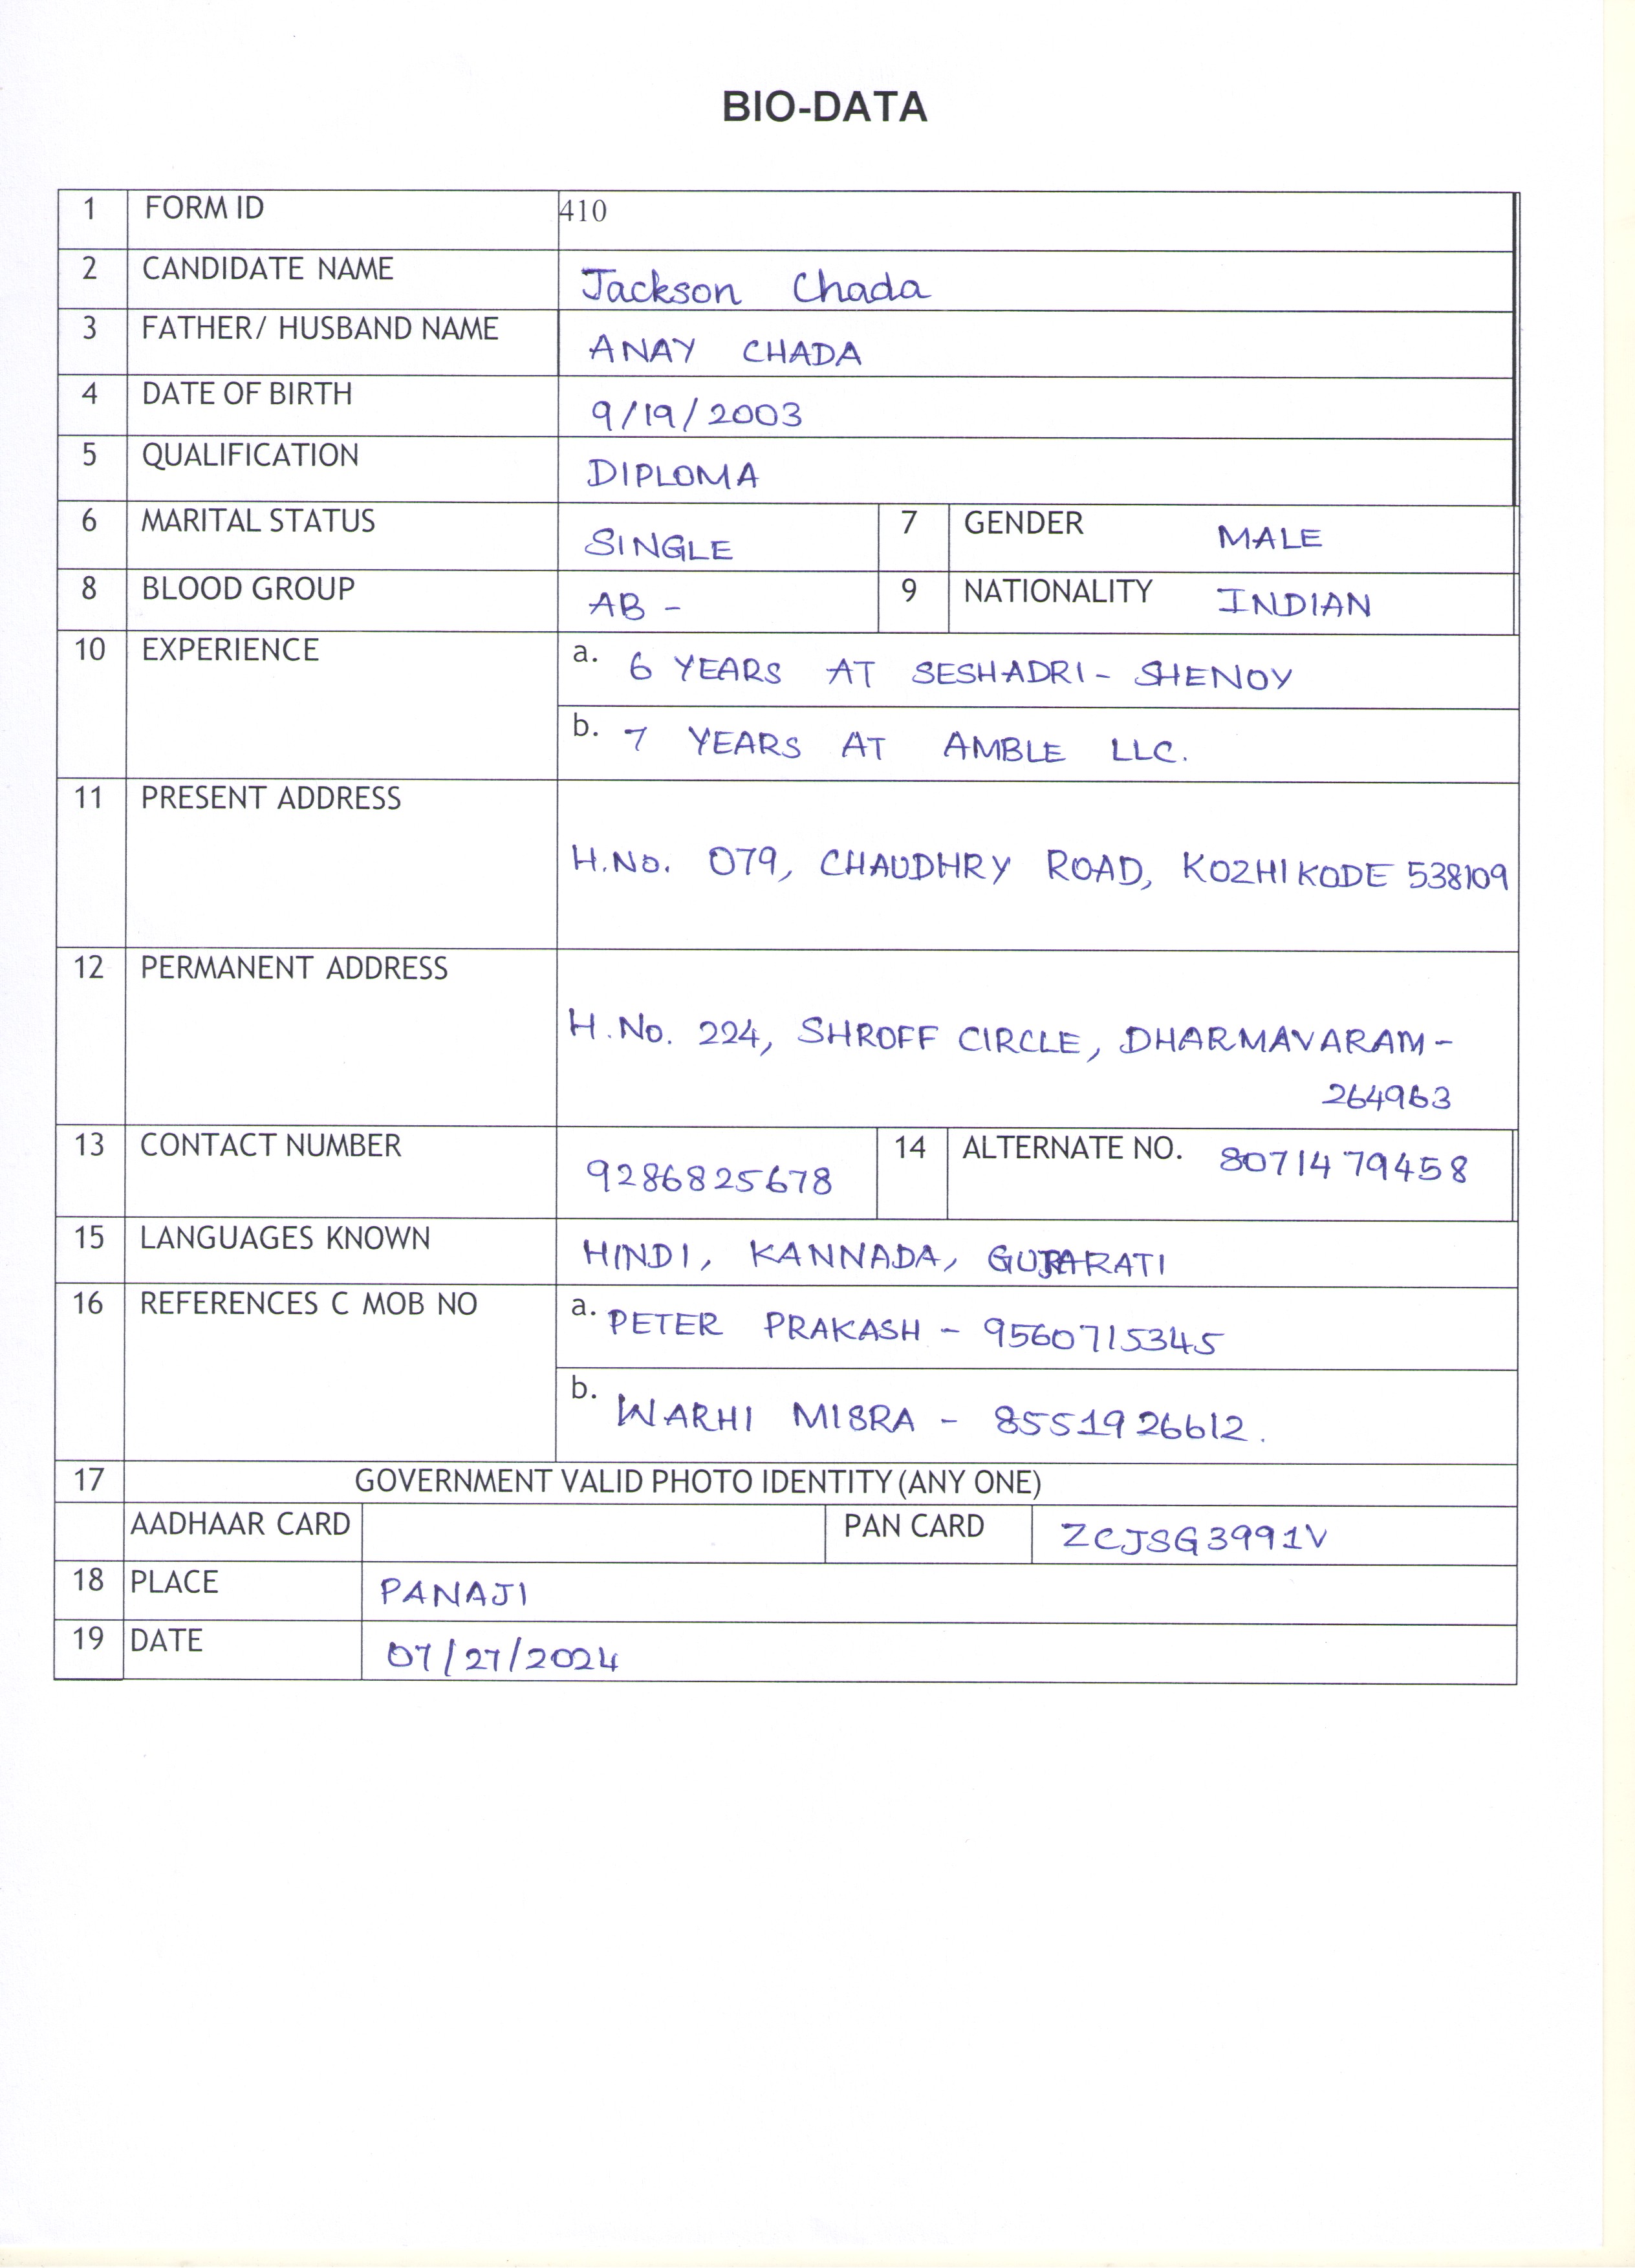 BIO-DATA
1 FORM ID 410
2 CANDIDATE NAME Jackson Chada
3 FATHER/ HUSBAND NAME ANAY CHADA
4 DATE OF BIRTH 9/19/2003
5 QUALIFICATION DIPLOMA
6 MARITAL STATUS SINGLE 7 GENDER MALE
8 BLOOD GROUP AB - 9 NATIONALITY INDIAN
10 EXPERIENCE a. 6 YEARS AT SESHADRI - SHENOY
b. 7 YEARS AT AMBLE LLC.
11 PRESENT ADDRESS
H.No. 079, CHAUDHRY ROAD, KOZHIKODE 538109
12 PERMANENT ADDRESS
H.No. 224, SHROFF CIRCLE, DHARMAVARAM -
264963
13 CONTACT NUMBER 9286825678 14 ALTERNATE NO. 8071479458
15 LANGUAGES KNOWN HINDI, KANNADA, GUJARATI
16 REFERENCES C MOB NO a. PETER PRAKASH - 9560715345
b. WARHI MISRA - 8551926612.
17 GOVERNMENT VALID PHOTO IDENTITY (ANY ONE)
AADHAAR CARD PAN CARD ZCJSG3991V
18 PLACE PANAJI
19 DATE 07/27/2024